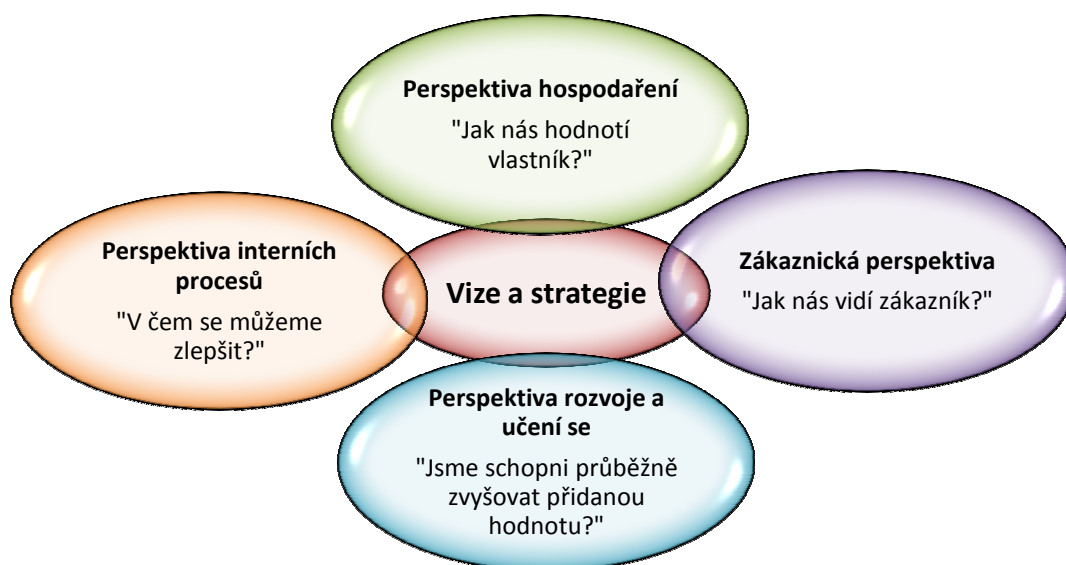 Perspektiva hospodaření
"Jak nás hodnotí
vlastník?"
Perspektiva interních
procesů
"V čem se můžeme
zlepšit?"
Vize a strategie
Zákaznická perspektiva
"Jak nás vidí zákazník?"
Perspektiva rozvoje a
učení se
"Jsme schopni průběžně
zvyšovat přidanou
hodnotu?"